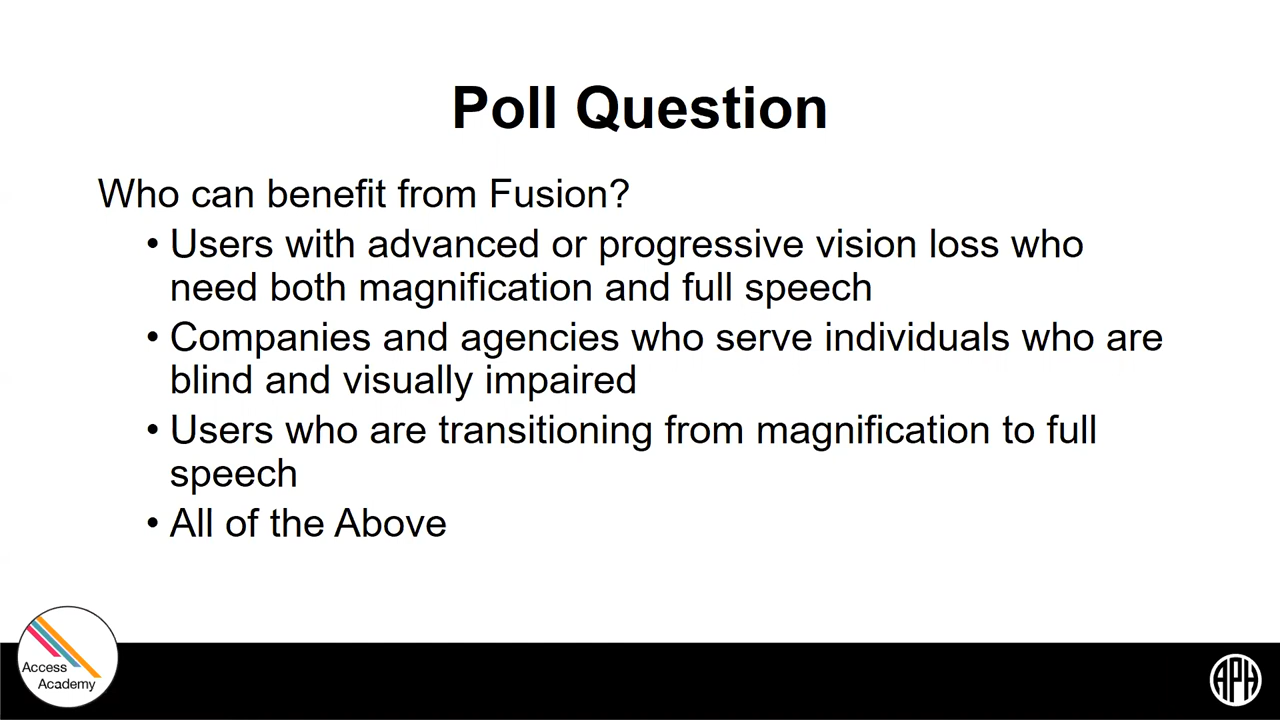 Poll Question
Who can benefit from Fusion?
• Users with advanced or progressive vision loss who
need both magnification and full speech
• Companies and agencies who serve individuals who are
blind and visually impaired
• Users who are transitioning from magnification to full
speech
• All of the Above
Access
Academy
APH